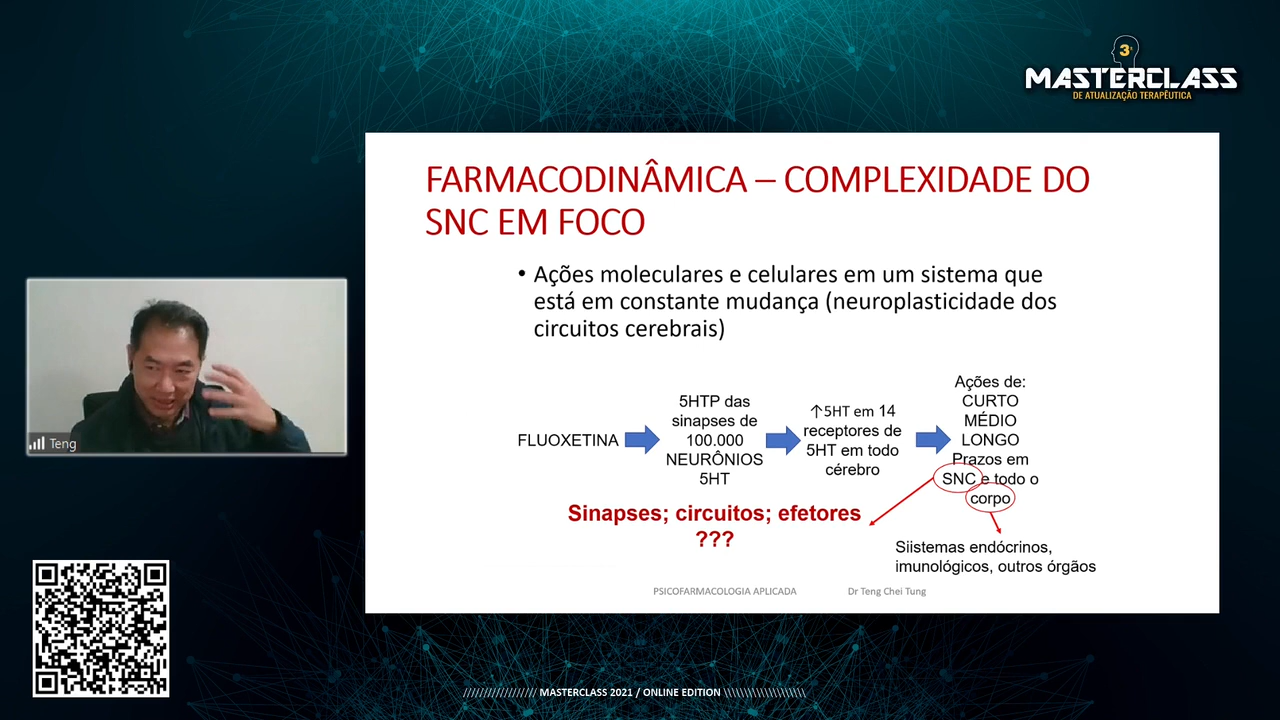 3ª
MASTERCLASS
DE ATUALIZAÇÃO TERAPÊUTICA
FARMACODINÂMICA – COMPLEXIDADE DO
SNC EM FOCO
• Ações moleculares e celulares em um sistema que
está em constante mudança (neuroplasticidade dos
circuitos cerebrais)
FLUOXETINA
5HTP das
sinapses de
100.000
NEURÔNIOS
5HT
↑5HT em 14
receptores de
5HT em todo
cérebro
Ações de:
CURTO
MÉDIO
LONGO
Prazos em
SNC e todo o
corpo
Sinapses; circuitos; efetores
???
Siistemas endócrinos,
imunológicos, outros órgãos
PSICOFARMACOLOGIA APLICADA
Dr Teng Chei Tung
Teng
////////////////// MASTERCLASS 2021 / ONLINE EDITION \\\\\\\\\\\\\\\\\\\\